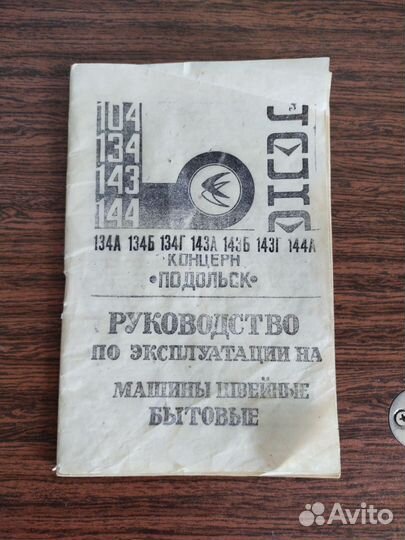 104
134
143
144
134А 134Б 134Г 143А 143Б 143Г 144А
КОНЦЕРН
«ПОДОЛЬСК»
РУКОВОДСТВО
ПО ЭКСПЛУАТАЦИИ НА
МАШИНЫ ШВЕЙНЫЕ
БЫТОВЫЕ
Avito